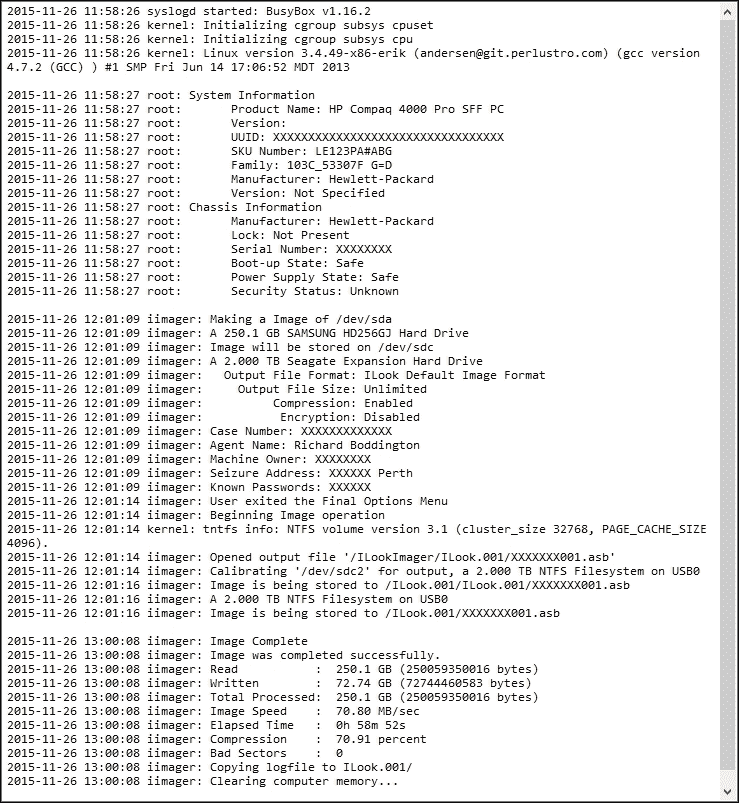 2015-11-26 11:58:26 syslogd started: BusyBox v1.16.2
2015-11-26 11:58:26 kernel: Initializing cgroup subsys cpuset
2015-11-26 11:58:26 kernel: Initializing cgroup subsys cpu
2015-11-26 11:58:26 kernel: Linux version 3.4.49-x86-erik (andersen@git.perlustro.com) (gcc version
4.7.2 (GCC) ) #1 SMP Fri Jun 14 17:06:52 MDT 2013
2015-11-26 11:58:27 root: System Information
2015-11-26 11:58:27 root:       Product Name: HP Compaq 4000 Pro SFF PC
2015-11-26 11:58:27 root:       Version:
2015-11-26 11:58:27 root:       UUID: XXXXXXXXXXXXXXXXXXXXXXXXXXXXXXXXX
2015-11-26 11:58:27 root:       SKU Number: LE123PA#ABG
2015-11-26 11:58:27 root:       Family: 103C_53307F G=D
2015-11-26 11:58:27 root:       Manufacturer: Hewlett-Packard
2015-11-26 11:58:27 root:       Version: Not Specified
2015-11-26 11:58:27 root: Chassis Information
2015-11-26 11:58:27 root:       Manufacturer: Hewlett-Packard
2015-11-26 11:58:27 root:       Lock: Not Present
2015-11-26 11:58:27 root:       Serial Number: XXXXXXXX
2015-11-26 11:58:27 root:       Boot-up State: Safe
2015-11-26 11:58:27 root:       Power Supply State: Safe
2015-11-26 11:58:27 root:       Security Status: Unknown
2015-11-26 12:01:09 iimager: Making a Image of /dev/sda
2015-11-26 12:01:09 iimager: A 250.1 GB SAMSUNG HD256GJ Hard Drive
2015-11-26 12:01:09 iimager: Image will be stored on /dev/sdc
2015-11-26 12:01:09 iimager: A 2.000 TB Seagate Expansion Hard Drive
2015-11-26 12:01:09 iimager:   Output File Format: ILook Default Image Format
2015-11-26 12:01:09 iimager:     Output File Size: Unlimited
2015-11-26 12:01:09 iimager:          Compression: Enabled
2015-11-26 12:01:09 iimager:           Encryption: Disabled
2015-11-26 12:01:09 iimager: Case Number: XXXXXXXXXXXXX
2015-11-26 12:01:09 iimager: Agent Name: Richard Boddington
2015-11-26 12:01:09 iimager: Machine Owner: XXXXXXXX
2015-11-26 12:01:09 iimager: Seizure Address: XXXXXX Perth
2015-11-26 12:01:09 iimager: Known Passwords: XXXXXX
2015-11-26 12:01:14 iimager: User exited the Final Options Menu
2015-11-26 12:01:14 iimager: Beginning Image operation
2015-11-26 12:01:14 kernel: tntfs info: NTFS volume version 3.1 (cluster_size 32768, PAGE_CACHE_SIZE
4096).
2015-11-26 12:01:14 iimager: Opened output file '/ILookImager/ILook.001/XXXXXXX001.asb'
2015-11-26 12:01:14 iimager: Calibrating '/dev/sdc2' for output, a 2.000 TB NTFS Filesystem on USB0
2015-11-26 12:01:16 iimager: Image is being stored to /ILook.001/ILook.001/XXXXXXX001.asb
2015-11-26 12:01:16 iimager: A 2.000 TB NTFS Filesystem on USB0
2015-11-26 12:01:16 iimager: Image is being stored to /ILook.001/XXXXXXX001.asb
2015-11-26 13:00:08 iimager: Image Complete
2015-11-26 13:00:08 iimager: Image was completed successfully.
2015-11-26 13:00:08 iimager: Read           :  250.1 GB (250059350016 bytes)
2015-11-26 13:00:08 iimager: Written        :  72.74 GB (72744460583 bytes)
2015-11-26 13:00:08 iimager: Total Processed:  250.1 GB (250059350016 bytes)
2015-11-26 13:00:08 iimager: Image Speed    :  70.80 MB/sec
2015-11-26 13:00:08 iimager: Elapsed Time   :  0h 58m 52s
2015-11-26 13:00:08 iimager: Compression    :  70.91 percent
2015-11-26 13:00:08 iimager: Bad Sectors    :  0
2015-11-26 13:00:08 iimager: Copying logfile to ILook.001/
2015-11-26 13:00:08 iimager: Clearing computer memory...